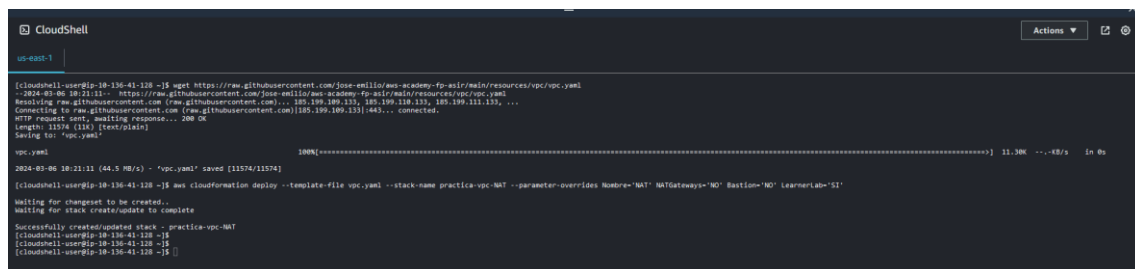 CloudShell
Actions ▼
us-east-1
[cloudshell-user@ip-10-136-41-128 ~]$ wget https://raw.githubusercontent.com/jose-emilio/aws-academy-fp-asir/main/resources/vpc/vpc.yaml
--2024-03-06 10:21:11-- https://raw.githubusercontent.com/jose-emilio/aws-academy-fp-asir/main/resources/vpc/vpc.yaml
Resolving raw.githubusercontent.com (raw.githubusercontent.com)... 185.199.109.133, 185.199.110.133, 185.199.111.133, ...
Connecting to raw.githubusercontent.com (raw.githubusercontent.com)|185.199.109.133|:443... connected.
HTTP request sent, awaiting response... 200 OK
Length: 11574 (11K) [text/plain]
Saving to: ‘vpc.yaml’
vpc.yaml 100%[===================================================>] 11.30K --.-KB/s in 0s
2024-03-06 10:21:11 (44.5 MB/s) - ‘vpc.yaml’ saved [11574/11574]
[cloudshell-user@ip-10-136-41-128 ~]$ aws cloudformation deploy --template-file vpc.yaml --stack-name practica-vpc-NAT --parameter-overrides Nombre='NAT' NATGateways='NO' Bastion='NO' LearnerLab='SI'
Waiting for changeset to be created..
Waiting for stack create/update to complete
Successfully created/updated stack - practica-vpc-NAT
[cloudshell-user@ip-10-136-41-128 ~]$
[cloudshell-user@ip-10-136-41-128 ~]$
[cloudshell-user@ip-10-136-41-128 ~]$